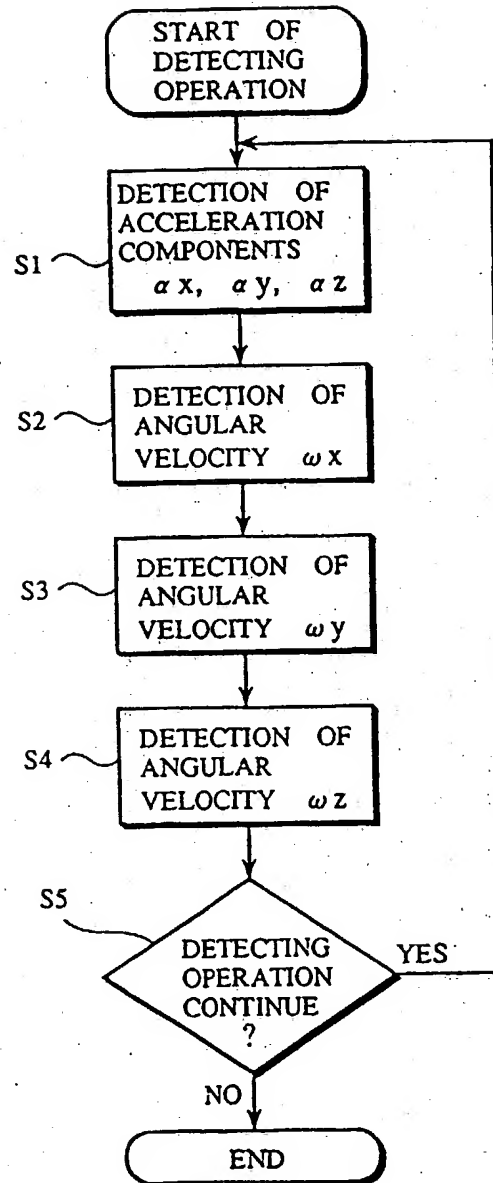 START OF
DETECTING
OPERATION
DETECTION OF
ACCELERATION
COMPONENTS
α x, α y, α z
S1
DETECTION OF
ANGULAR
VELOCITY ω x
S2
DETECTION OF
ANGULAR
VELOCITY ω y
S3
DETECTION OF
ANGULAR
VELOCITY ω z
S4
S5
DETECTING
OPERATION
CONTINUE
?
YES
NO
END